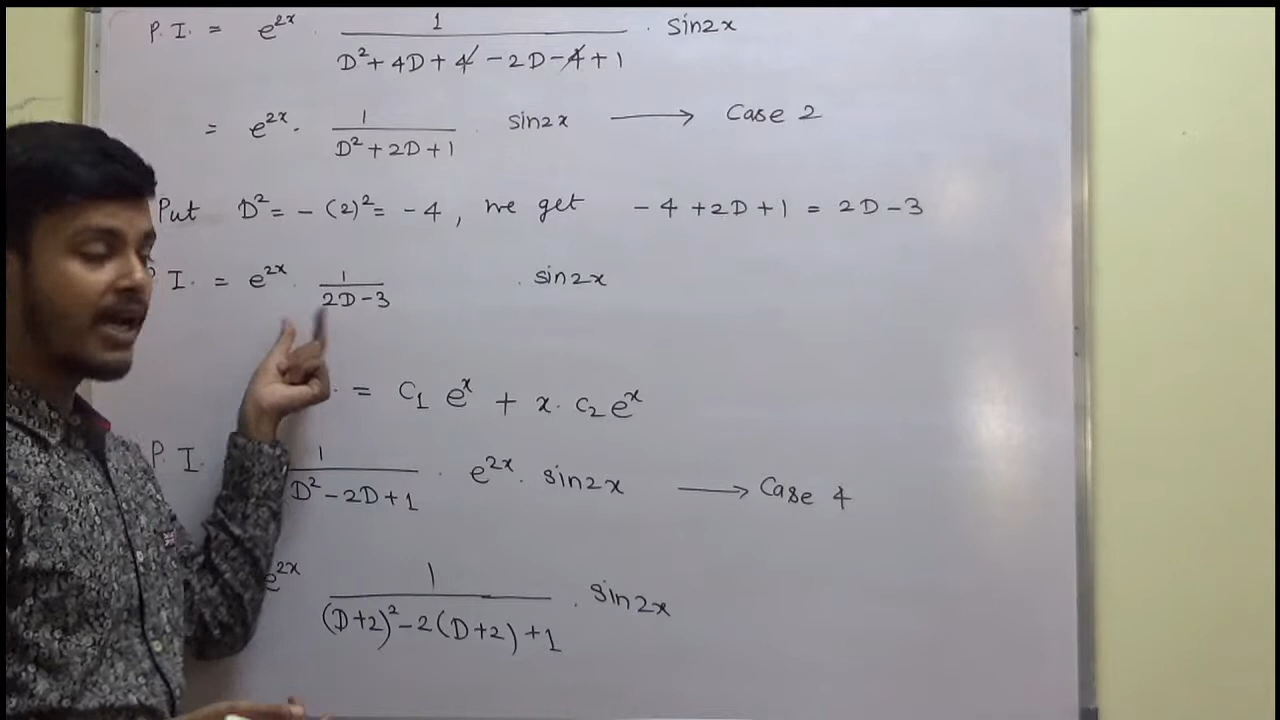 P. I. = e^2x . 1/(D² + 4D + 4 - 2D - 4 + 1) . sin2x
= e^2x . 1/(D² + 2D + 1) . sin2x ⟶ Case 2
Put D² = - (2)² = - 4 , we get - 4 + 2D + 1 = 2D - 3
I. = e^2x . 1/(2D - 3) . sin2x
. = C₁ e^x + x. C₂ e^x
P. I. 1/(D² - 2D + 1) . e^2x . sin2x ⟶ Case 4
e^2x 1/((D+2)² - 2(D+2) + 1) . sin2x